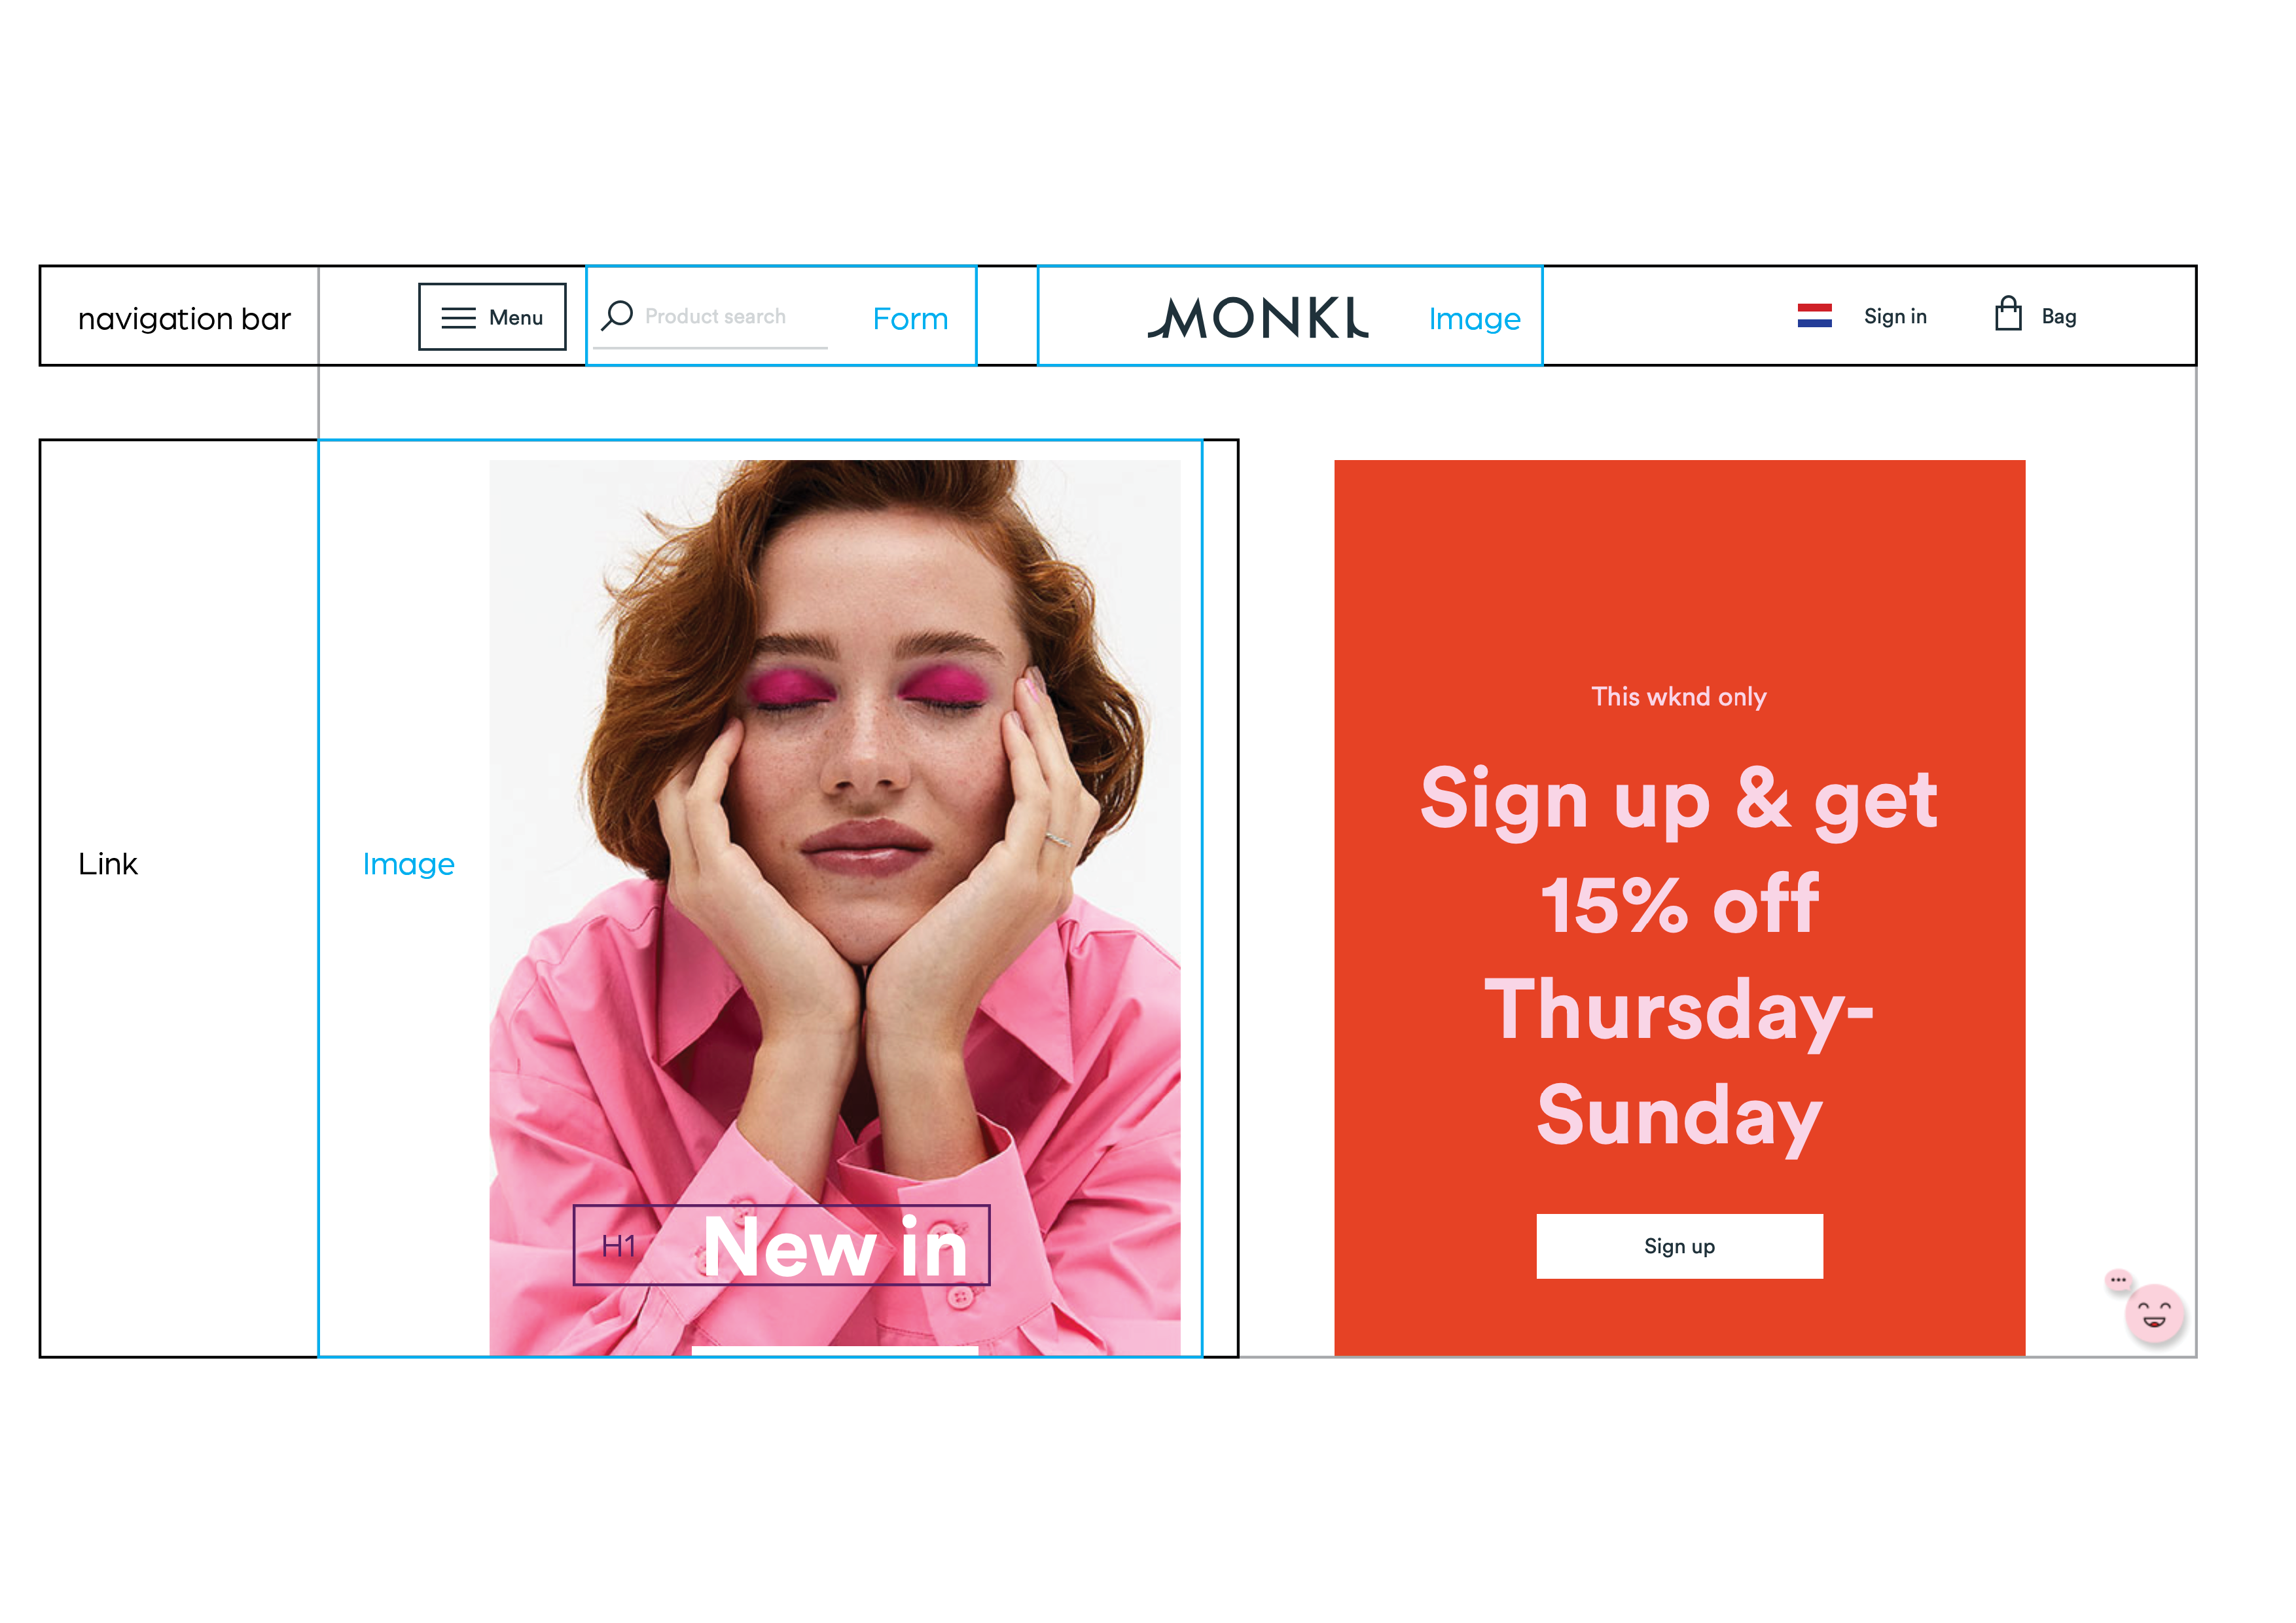 navigation bar
Menu
Product search
Form
MONKI
Image
Sign in
Bag
Link
Image
H1
New in
This wknd only
Sign up & get
15% off
Thursday-
Sunday
Sign up